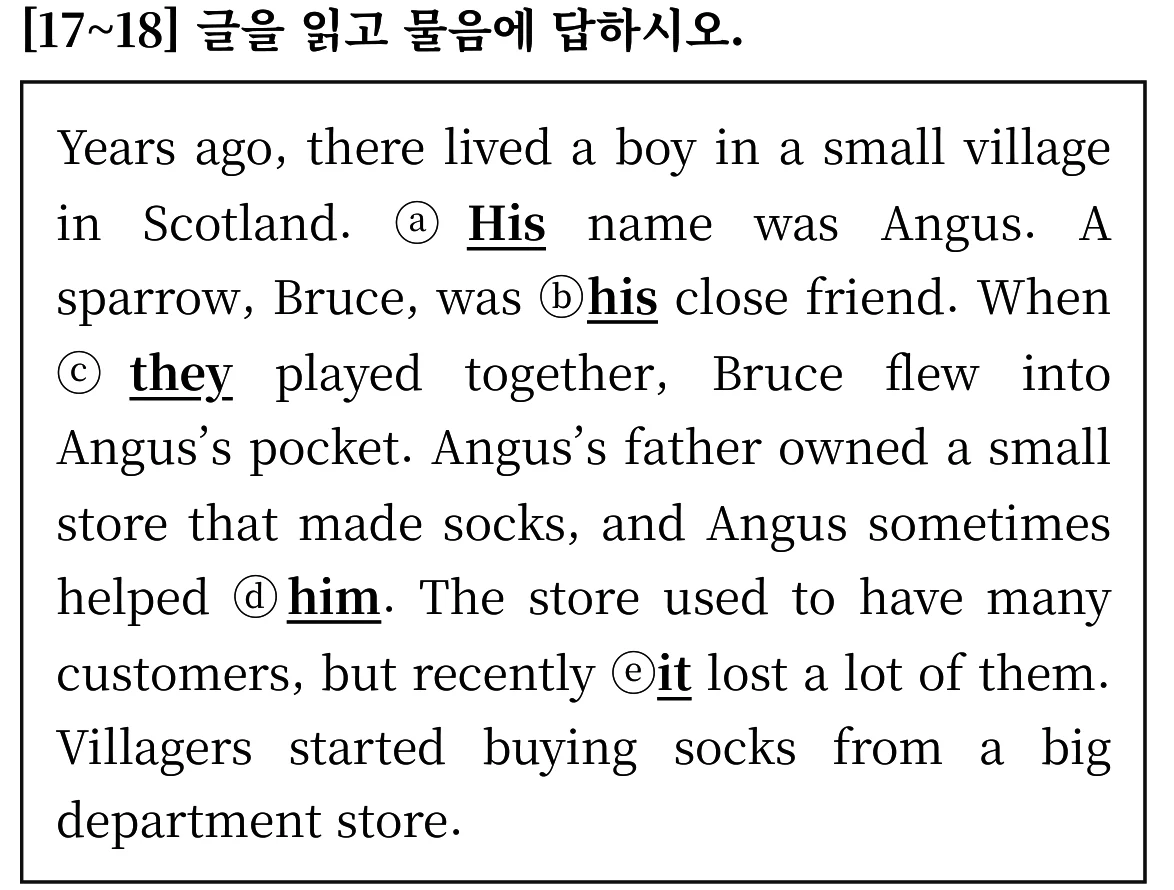 [17~18] 글을 읽고 물음에 답하시오.
Years ago, there lived a boy in a small village
in Scotland. ⓐ His name was Angus. A
sparrow, Bruce, was ⓑhis close friend. When
ⓒ they played together, Bruce flew into
Angus’s pocket. Angus’s father owned a small
store that made socks, and Angus sometimes
helped ⓓhim. The store used to have many
customers, but recently ⓔit lost a lot of them.
Villagers started buying socks from a big
department store.